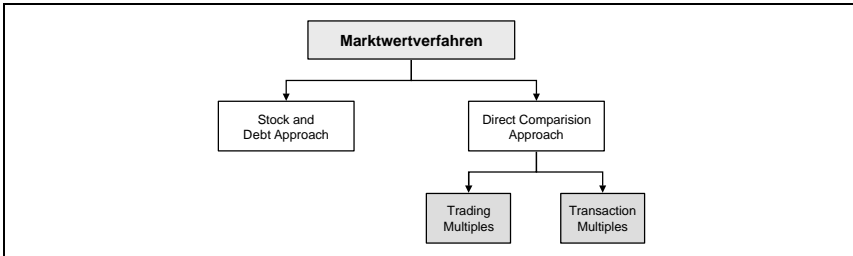 Marktwertverfahren
Stock and
Debt Approach
Direct Comparision
Approach
Trading
Multiples
Transaction
Multiples